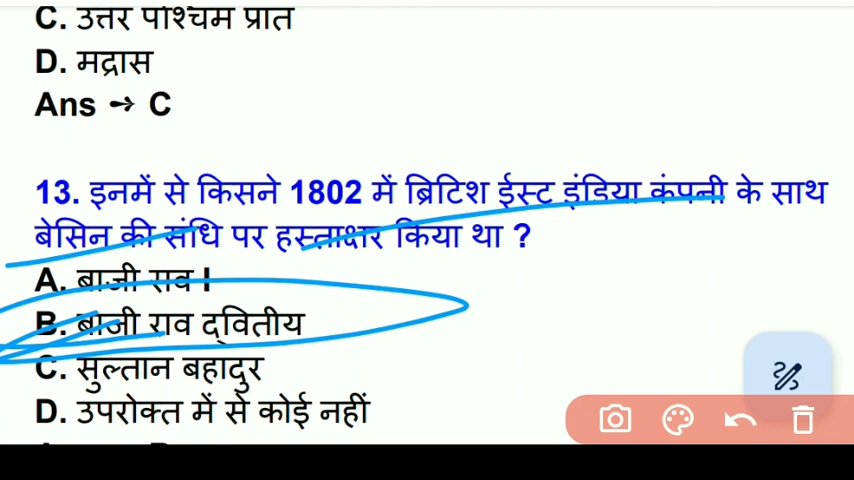 C. उत्तर पश्चिम प्रांत
D. मद्रास
Ans ➙ C
13. इनमें से किसने 1802 में ब्रिटिश ईस्ट इंडिया कंपनी के साथ
बेसिन की संधि पर हस्ताक्षर किया था ?
A. बाजी राव I
B. बाजी राव द्वितीय
C. सुल्तान बहादुर
D. उपरोक्त में से कोई नहीं